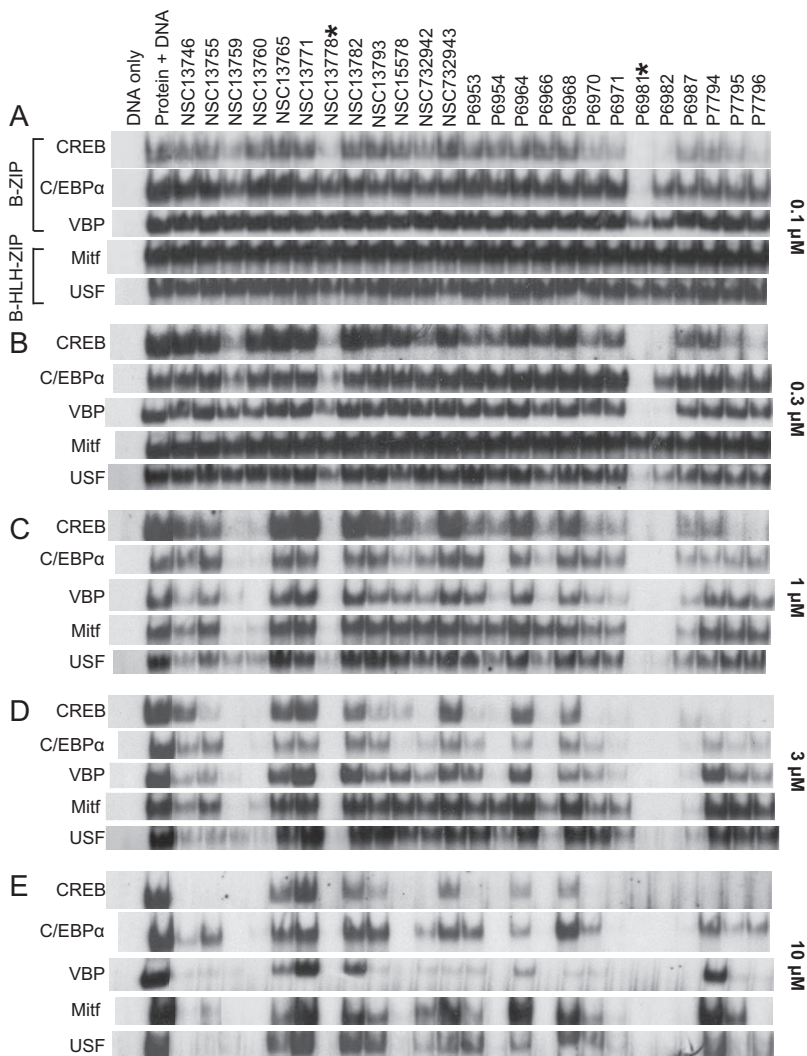 DNA only
Protein + DNA
NSC13746
NSC13755
NSC13759
NSC13760
NSC13765
NSC13771
NSC13778*
NSC13782
NSC13793
NSC15578
NSC732942
NSC732943
P6953
P6954
P6964
P6966
P6968
P6970
P6971
P6981*
P6982
P6987
P7794
P7795
P7796
A
B-ZIP
CREB
C/EBPα
VBP
B-HLH-ZIP
Mitf
USF
0.1 µM
B
CREB
C/EBPα
VBP
Mitf
USF
0.3 µM
C
CREB
C/EBPα
VBP
Mitf
USF
1 µM
D
CREB
C/EBPα
VBP
Mitf
USF
3 µM
E
CREB
C/EBPα
VBP
Mitf
USF
10 µM